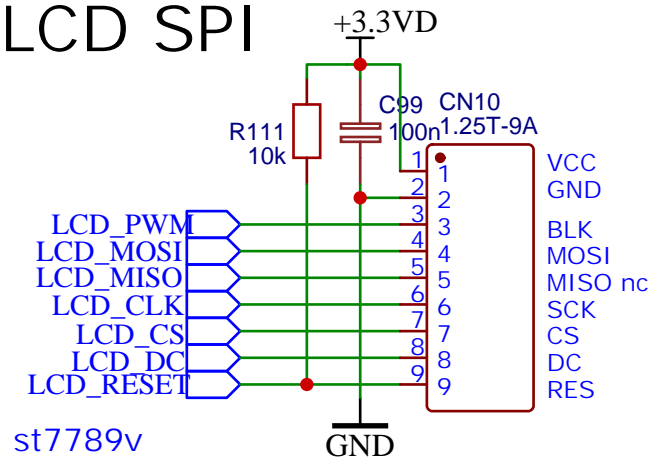 LCD SPI
+3.3VD
C99 CN10
R111 100n 1.25T-9A
10k
1 1 VCC
2 2 GND
LCD_PWM 3 3 BLK
LCD_MOSI 4 4 MOSI
LCD_MISO 5 5 MISO nc
LCD_CLK 6 6 SCK
LCD_CS 7 7 CS
LCD_DC 8 8 DC
LCD_RESET 9 9 RES
st7789v GND